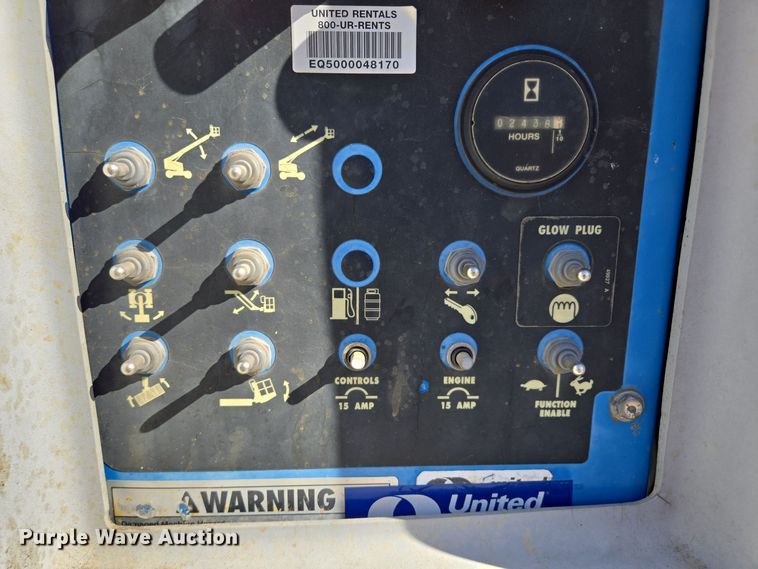 UNITED RENTALS
800-UR-RENTS
EQ5000048170
HOURS
1
10
QUARTZ
GLOW PLUG
49927 A
CONTROLS
15 AMP
ENGINE
15 AMP
FUNCTION
ENABLE
WARNING
United
Purple Wave Auction